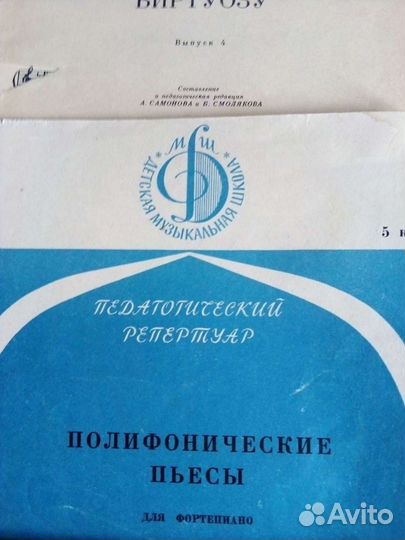 ВИРТУОЗУ
Выпуск 4
Составление
и педагогическая редакция
А. САМОНОВА и Б. СМОЛЯКОВА
МШ
* ДЕТСКАЯ МУЗЫКАЛЬНАЯ ШКОЛА *
5 к
ПЕДАГОГИЧЕСКИЙ
РЕПЕРТУАР
ПОЛИФОНИЧЕСКИЕ
ПЬЕСЫ
ДЛЯ ФОРТЕПИАНО
Avito